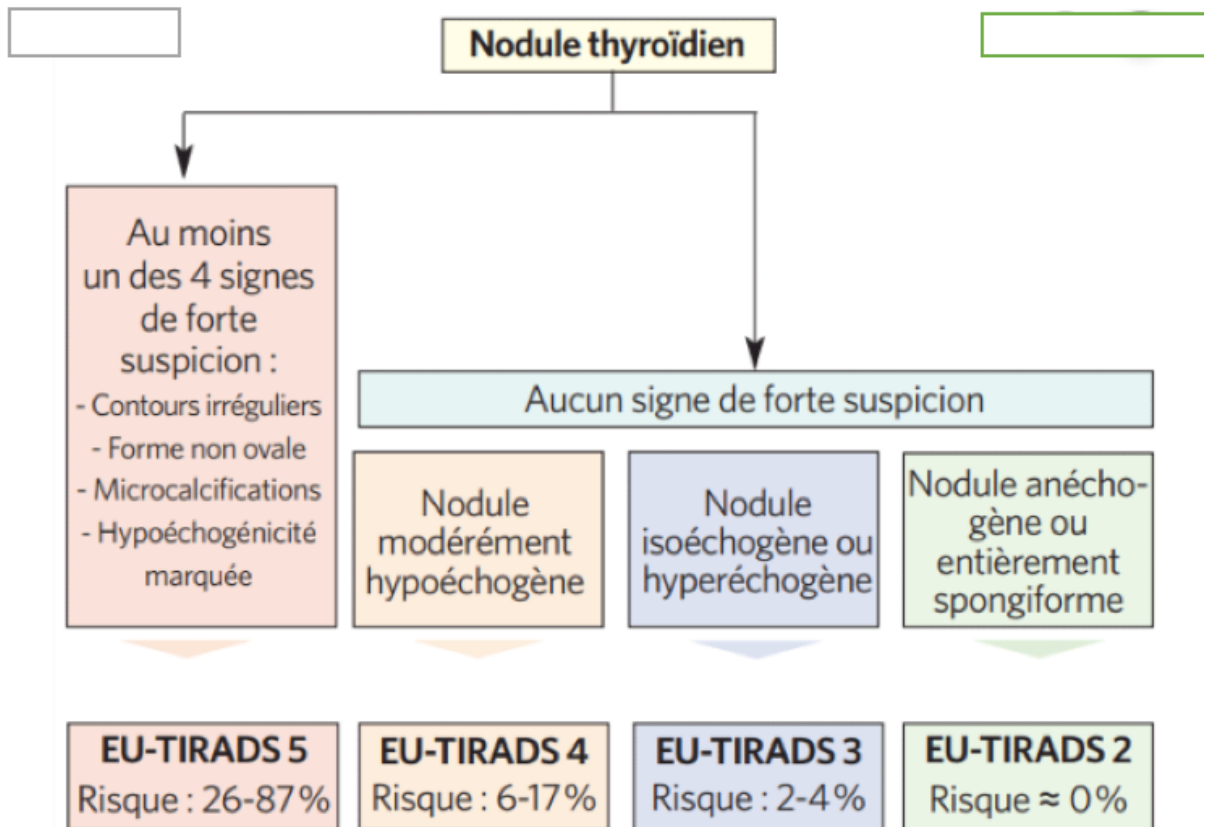 Nodule thyroïdien
Au moins
un des 4 signes
de forte
suspicion :
- Contours irréguliers
- Forme non ovale
- Microcalcifications
- Hypoéchogénicité
marquée
Aucun signe de forte suspicion
Nodule
modérément
hypoéchogène
Nodule
isoéchogène ou
hyperéchogène
Nodule anécho-
gène ou
entièrement
spongiforme
EU-TIRADS 5
Risque : 26-87%
EU-TIRADS 4
Risque : 6-17%
EU-TIRADS 3
Risque : 2-4%
EU-TIRADS 2
Risque ≈ 0%